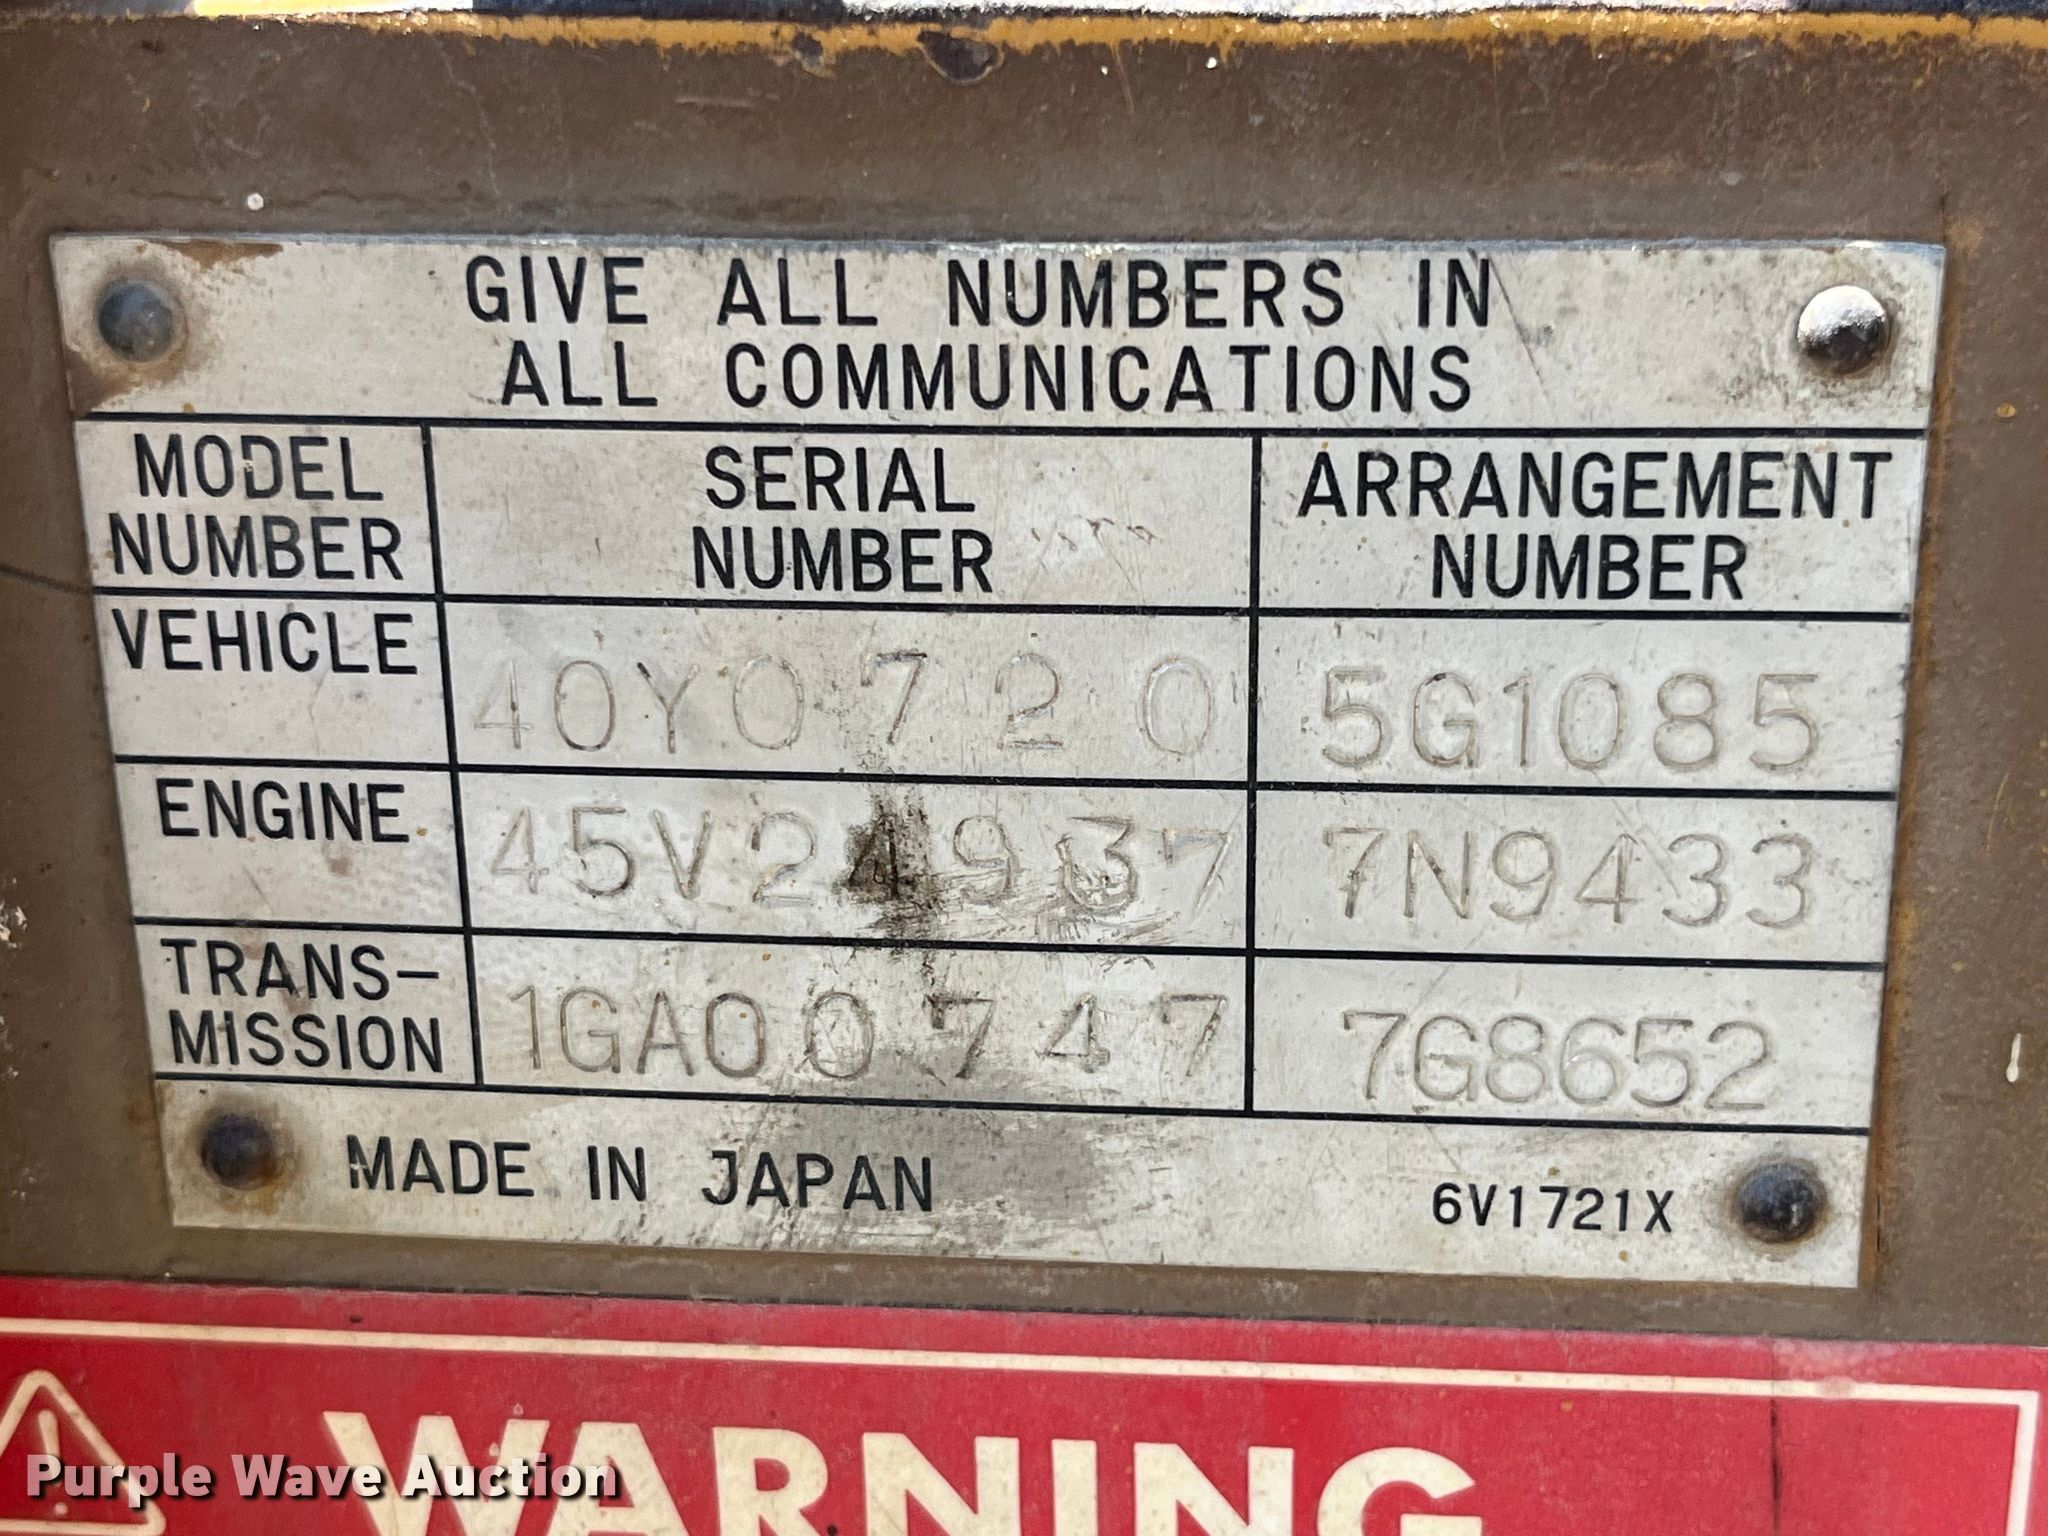 GIVE ALL NUMBERS IN
ALL COMMUNICATIONS
MODEL NUMBER SERIAL NUMBER ARRANGEMENT NUMBER
VEHICLE 40Y0720 5G1085
ENGINE 45V24937 7N9433
TRANS-MISSION 1GA00747 7G8652
MADE IN JAPAN 6V1721X
WARNING
Purple Wave Auction